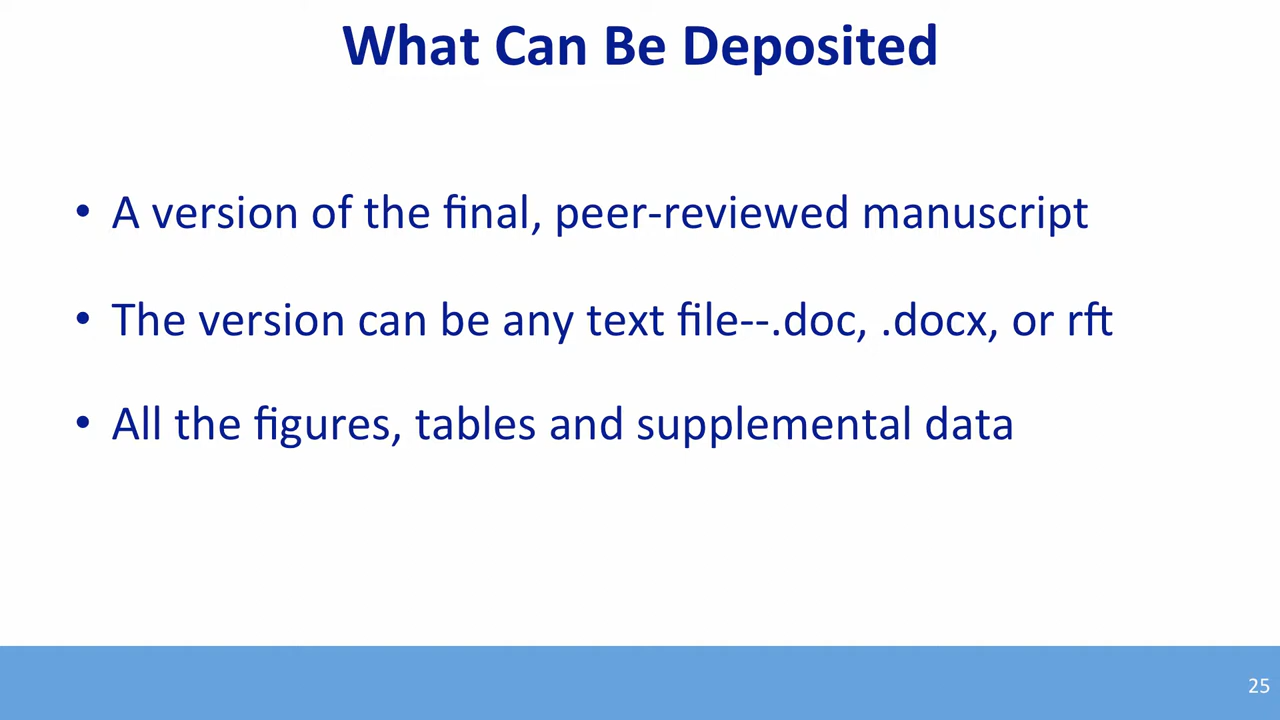 What Can Be Deposited
• A version of the final, peer-reviewed manuscript
• The version can be any text file--.doc, .docx, or rft
• All the figures, tables and supplemental data
25